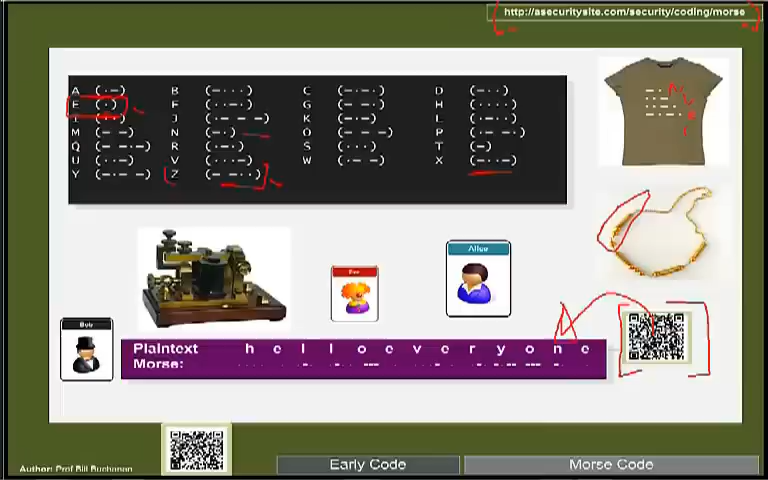 http://asecuritysite.com/security/coding/morse
A (·–) B (–···) C (–·–·) D (–··)
E (·) F (··–·) G (– –·) H (····)
I (··) J (·– – –) K (–·–) L (·–··)
M (– –) N (–·) O (– – –) P (·– –·)
Q (– –·–) R (·–·) S (···) T (–)
U (··–) V (···–) W (·– –) X (–··–)
Y (–·– –) Z (– –··)
Eve
Alice
Bob
Plaintext h e l l o e v e r y o n e
Morse:
Author: Prof Bill Buchanan
Early Code
Morse Code